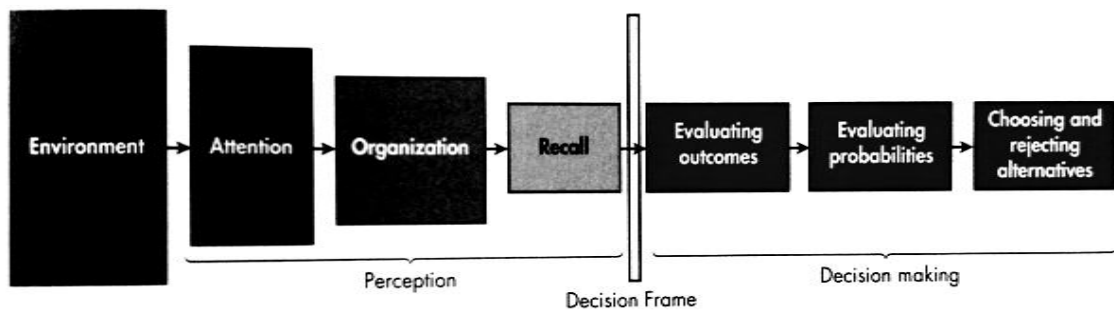 Environment
Attention
Organization
Recall
Evaluating
outcomes
Evaluating
probabilities
Choosing and
rejecting
alternatives
Perception
Decision Frame
Decision making